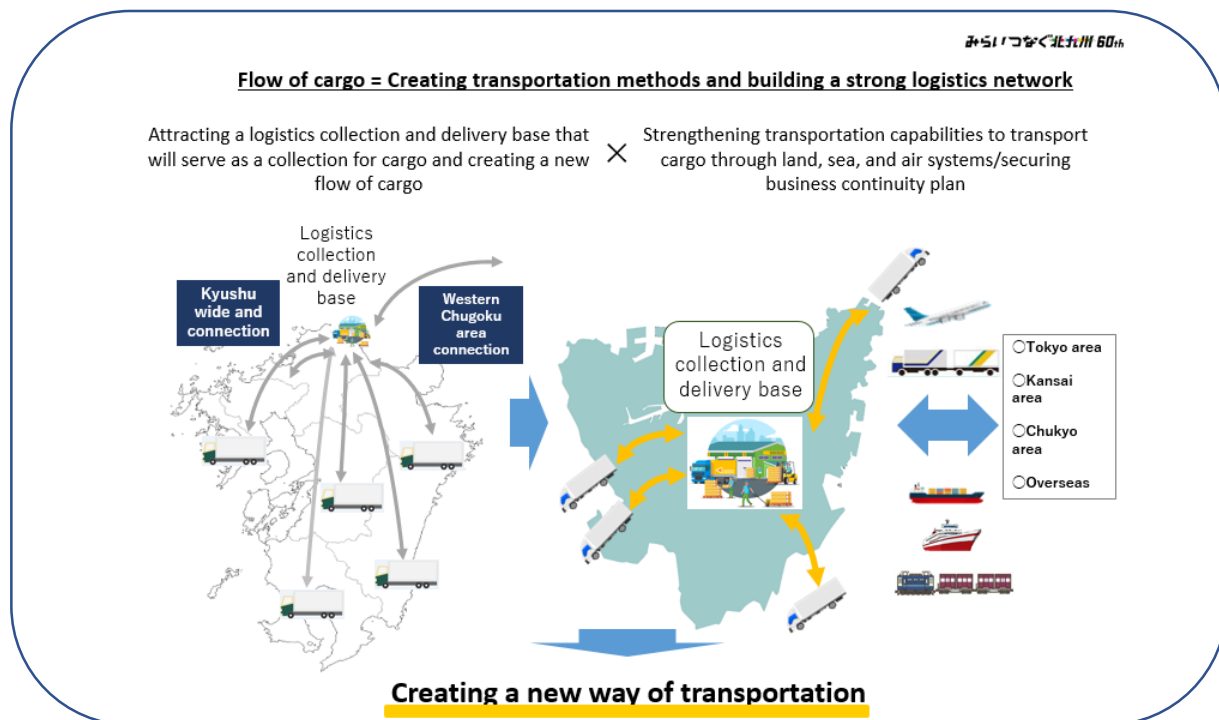 みらいつなぐ北九州 60th
Flow of cargo = Creating transportation methods and building a strong logistics network
Attracting a logistics collection and delivery base that
will serve as a collection for cargo and creating a new
flow of cargo
×
Strengthening transportation capabilities to transport
cargo through land, sea, and air systems/securing
business continuity plan
Logistics
collection
and delivery
base
Kyushu
wide and
connection
Western
Chugoku
area
connection
Logistics
collection and
delivery base
○Tokyo area
○Kansai
area
○Chukyo
area
○Overseas
Creating a new way of transportation